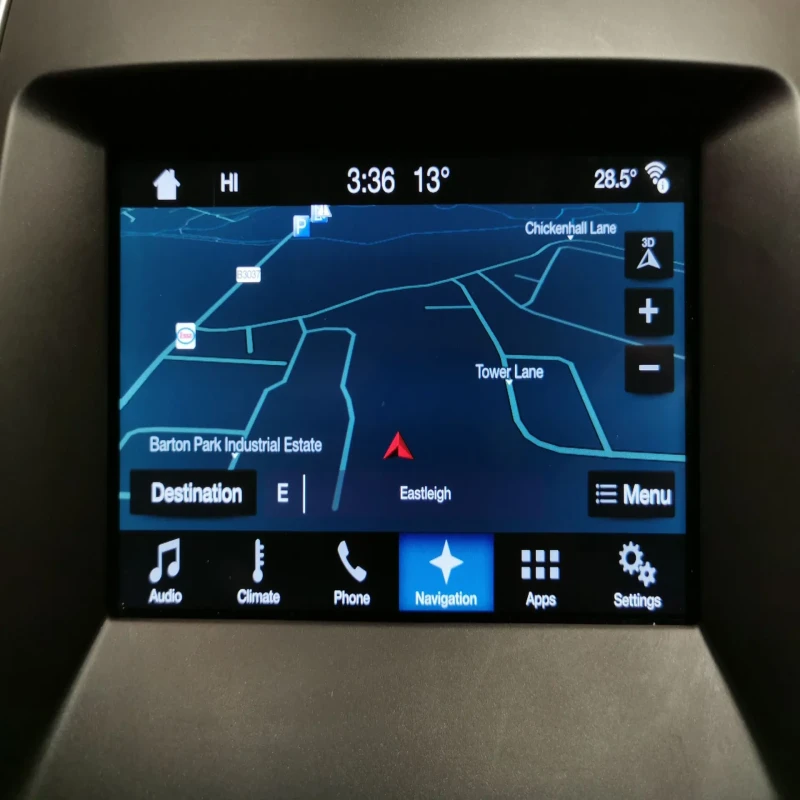 HI 3:36 13° 28.5°
P
Chickenhall Lane
3D
B3037
+
Esso
−
Tower Lane
Barton Park Industrial Estate
Destination E Eastleigh Menu
Audio Climate Phone Navigation Apps Settings